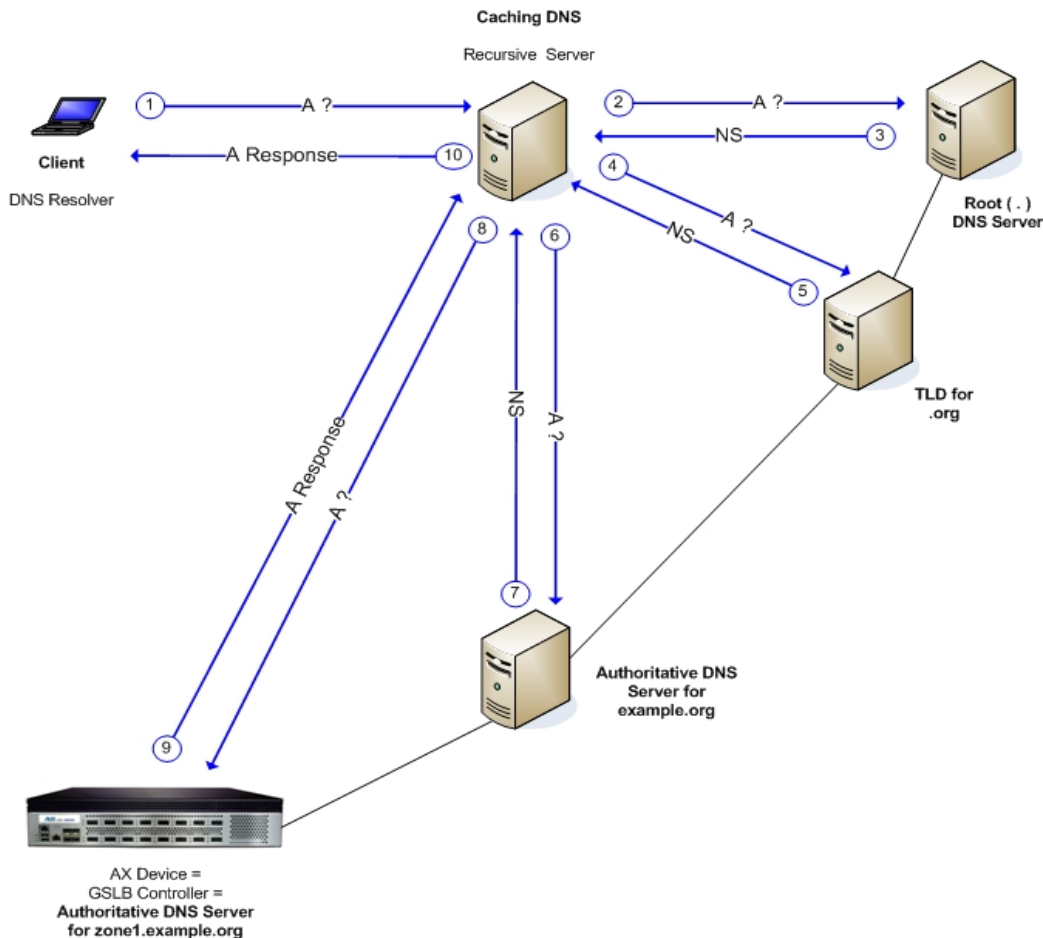 Caching DNS
Recursive Server
1
A ?
2
A ?
NS
3
Client
A Response
10
4
DNS Resolver
A ?
Root ( . )
DNS Server
8
6
NS
5
TLD for
.org
NS
A ?
A Response
A ?
7
Authoritative DNS
Server for
example.org
9
AX Device =
GSLB Controller =
Authoritative DNS Server
for zone1.example.org